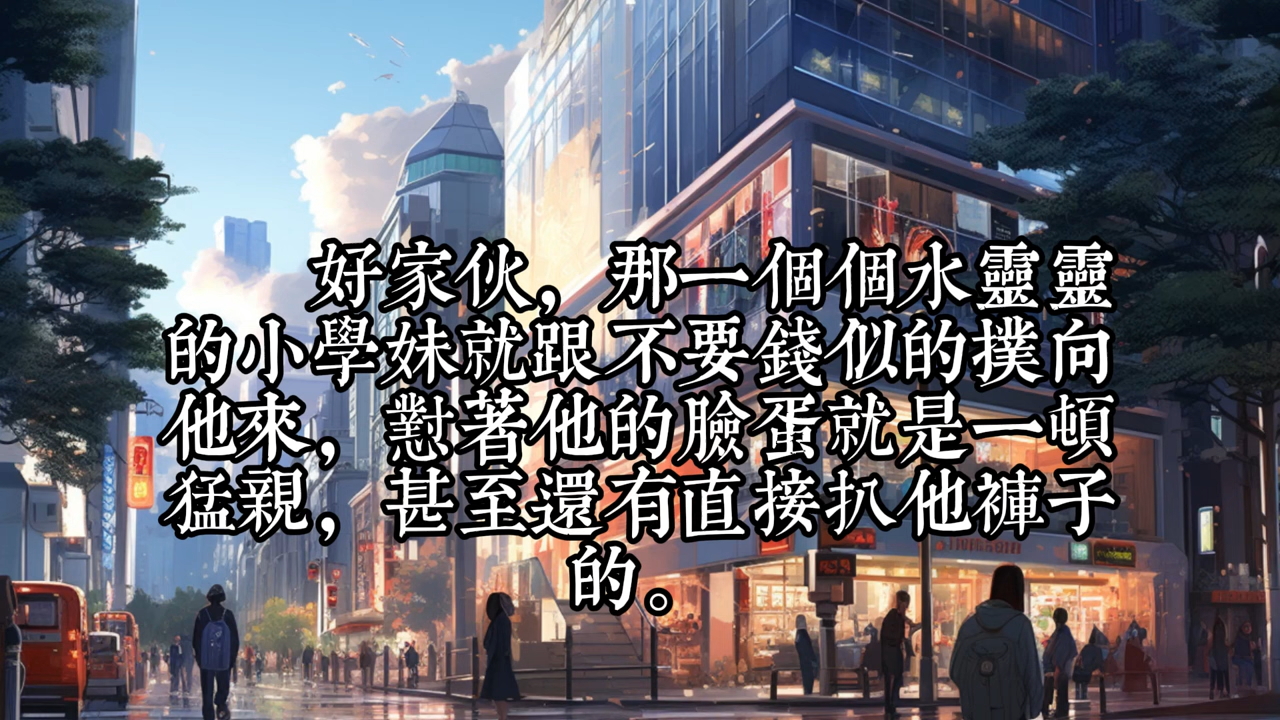 好家伙，那一個個水靈靈
的小學妹就跟不要錢似的撲向
他來，懟著他的臉蛋就是一頓
猛親，甚至還有直接扒他褲子
的。